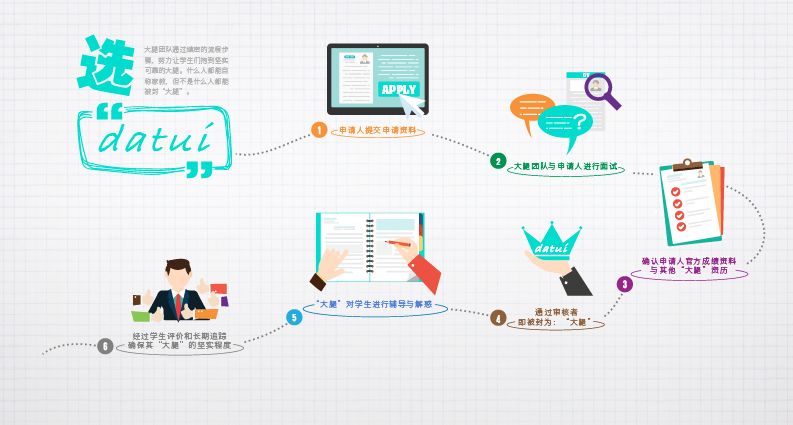 选
大腿团队通过缜密的流程步
骤，努力让学生们抱到坚实
可靠的大腿。什么人都能自
称家教，但不是什么人都能
被封“大腿”。
“datui”
APPLY
1 申请人提交申请资料
?
2 大腿团队与申请人进行面试
确认申请人官方成绩资料
与其他“大腿”资历
3
datui
通过审核者
4 即被封为：“大腿”
“大腿”对学生进行辅导与解惑
5
经过学生评价和长期追踪
6 确保其“大腿”的坚实程度